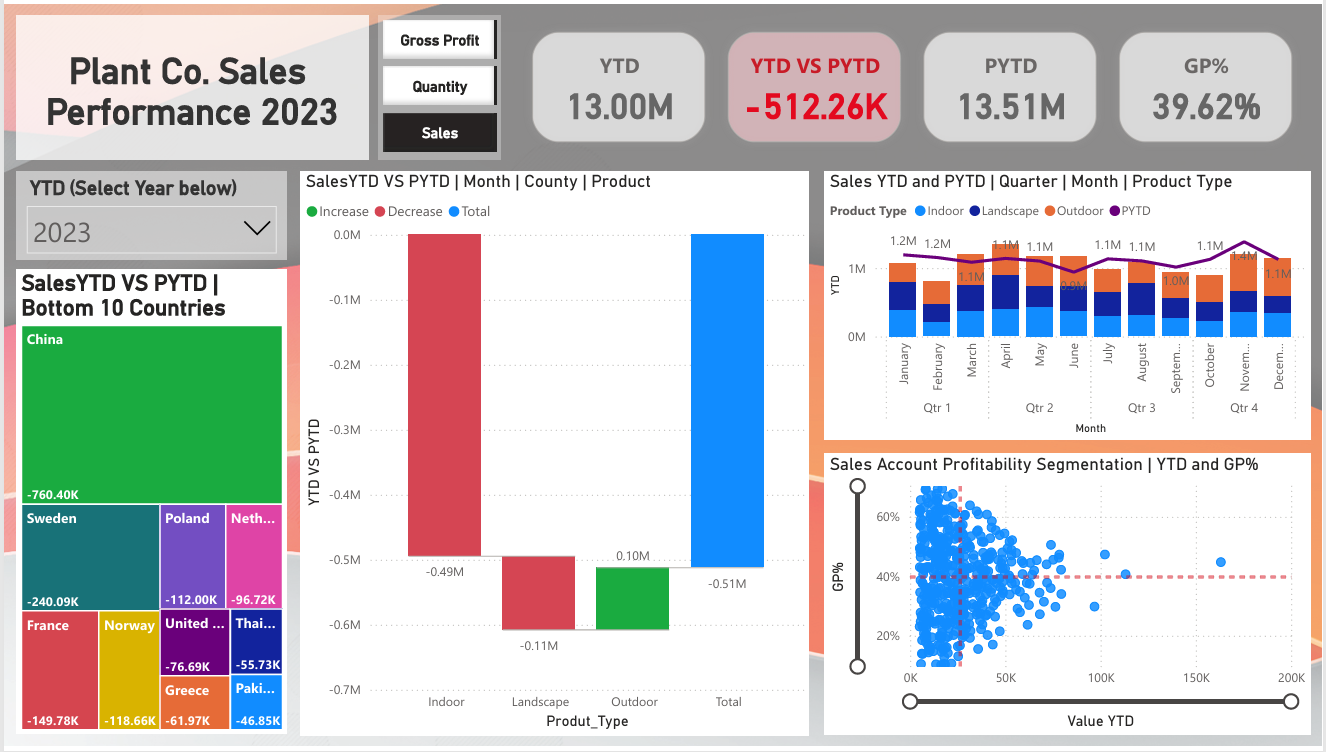 Plant Co. Sales
Performance 2023
Gross Profit
Quantity
Sales
YTD
13.00M
YTD VS PYTD
-512.26K
PYTD
13.51M
GP%
39.62%
YTD (Select Year below)
2023
SalesYTD VS PYTD |
Bottom 10 Countries
China
-760.40K
Sweden
-240.09K
Poland
-112.00K
Neth...
-96.72K
France
-149.78K
Norway
-118.66K
United ...
-76.69K
Thai...
-55.73K
Greece
-61.97K
Paki...
-46.85K
SalesYTD VS PYTD | Month | County | Product
Increase Decrease Total
YTD VS PYTD
0.0M
-0.1M
-0.2M
-0.3M
-0.4M
-0.5M
-0.6M
-0.7M
-0.49M
-0.11M
0.10M
-0.51M
Indoor Landscape Outdoor Total
Produt_Type
Sales YTD and PYTD | Quarter | Month | Product Type
Product Type Indoor Landscape Outdoor PYTD
YTD
1M
0M
1.2M 1.2M 1.1M 1.1M 1.1M 0.9M 1.1M 1.1M 1.0M 1.1M 1.4M 1.1M
January February March April May June July August Septem... October Novem... Decem...
Qtr 1 Qtr 2 Qtr 3 Qtr 4
Month
Sales Account Profitability Segmentation | YTD and GP%
GP%
60%
40%
20%
0K 50K 100K 150K 200K
Value YTD